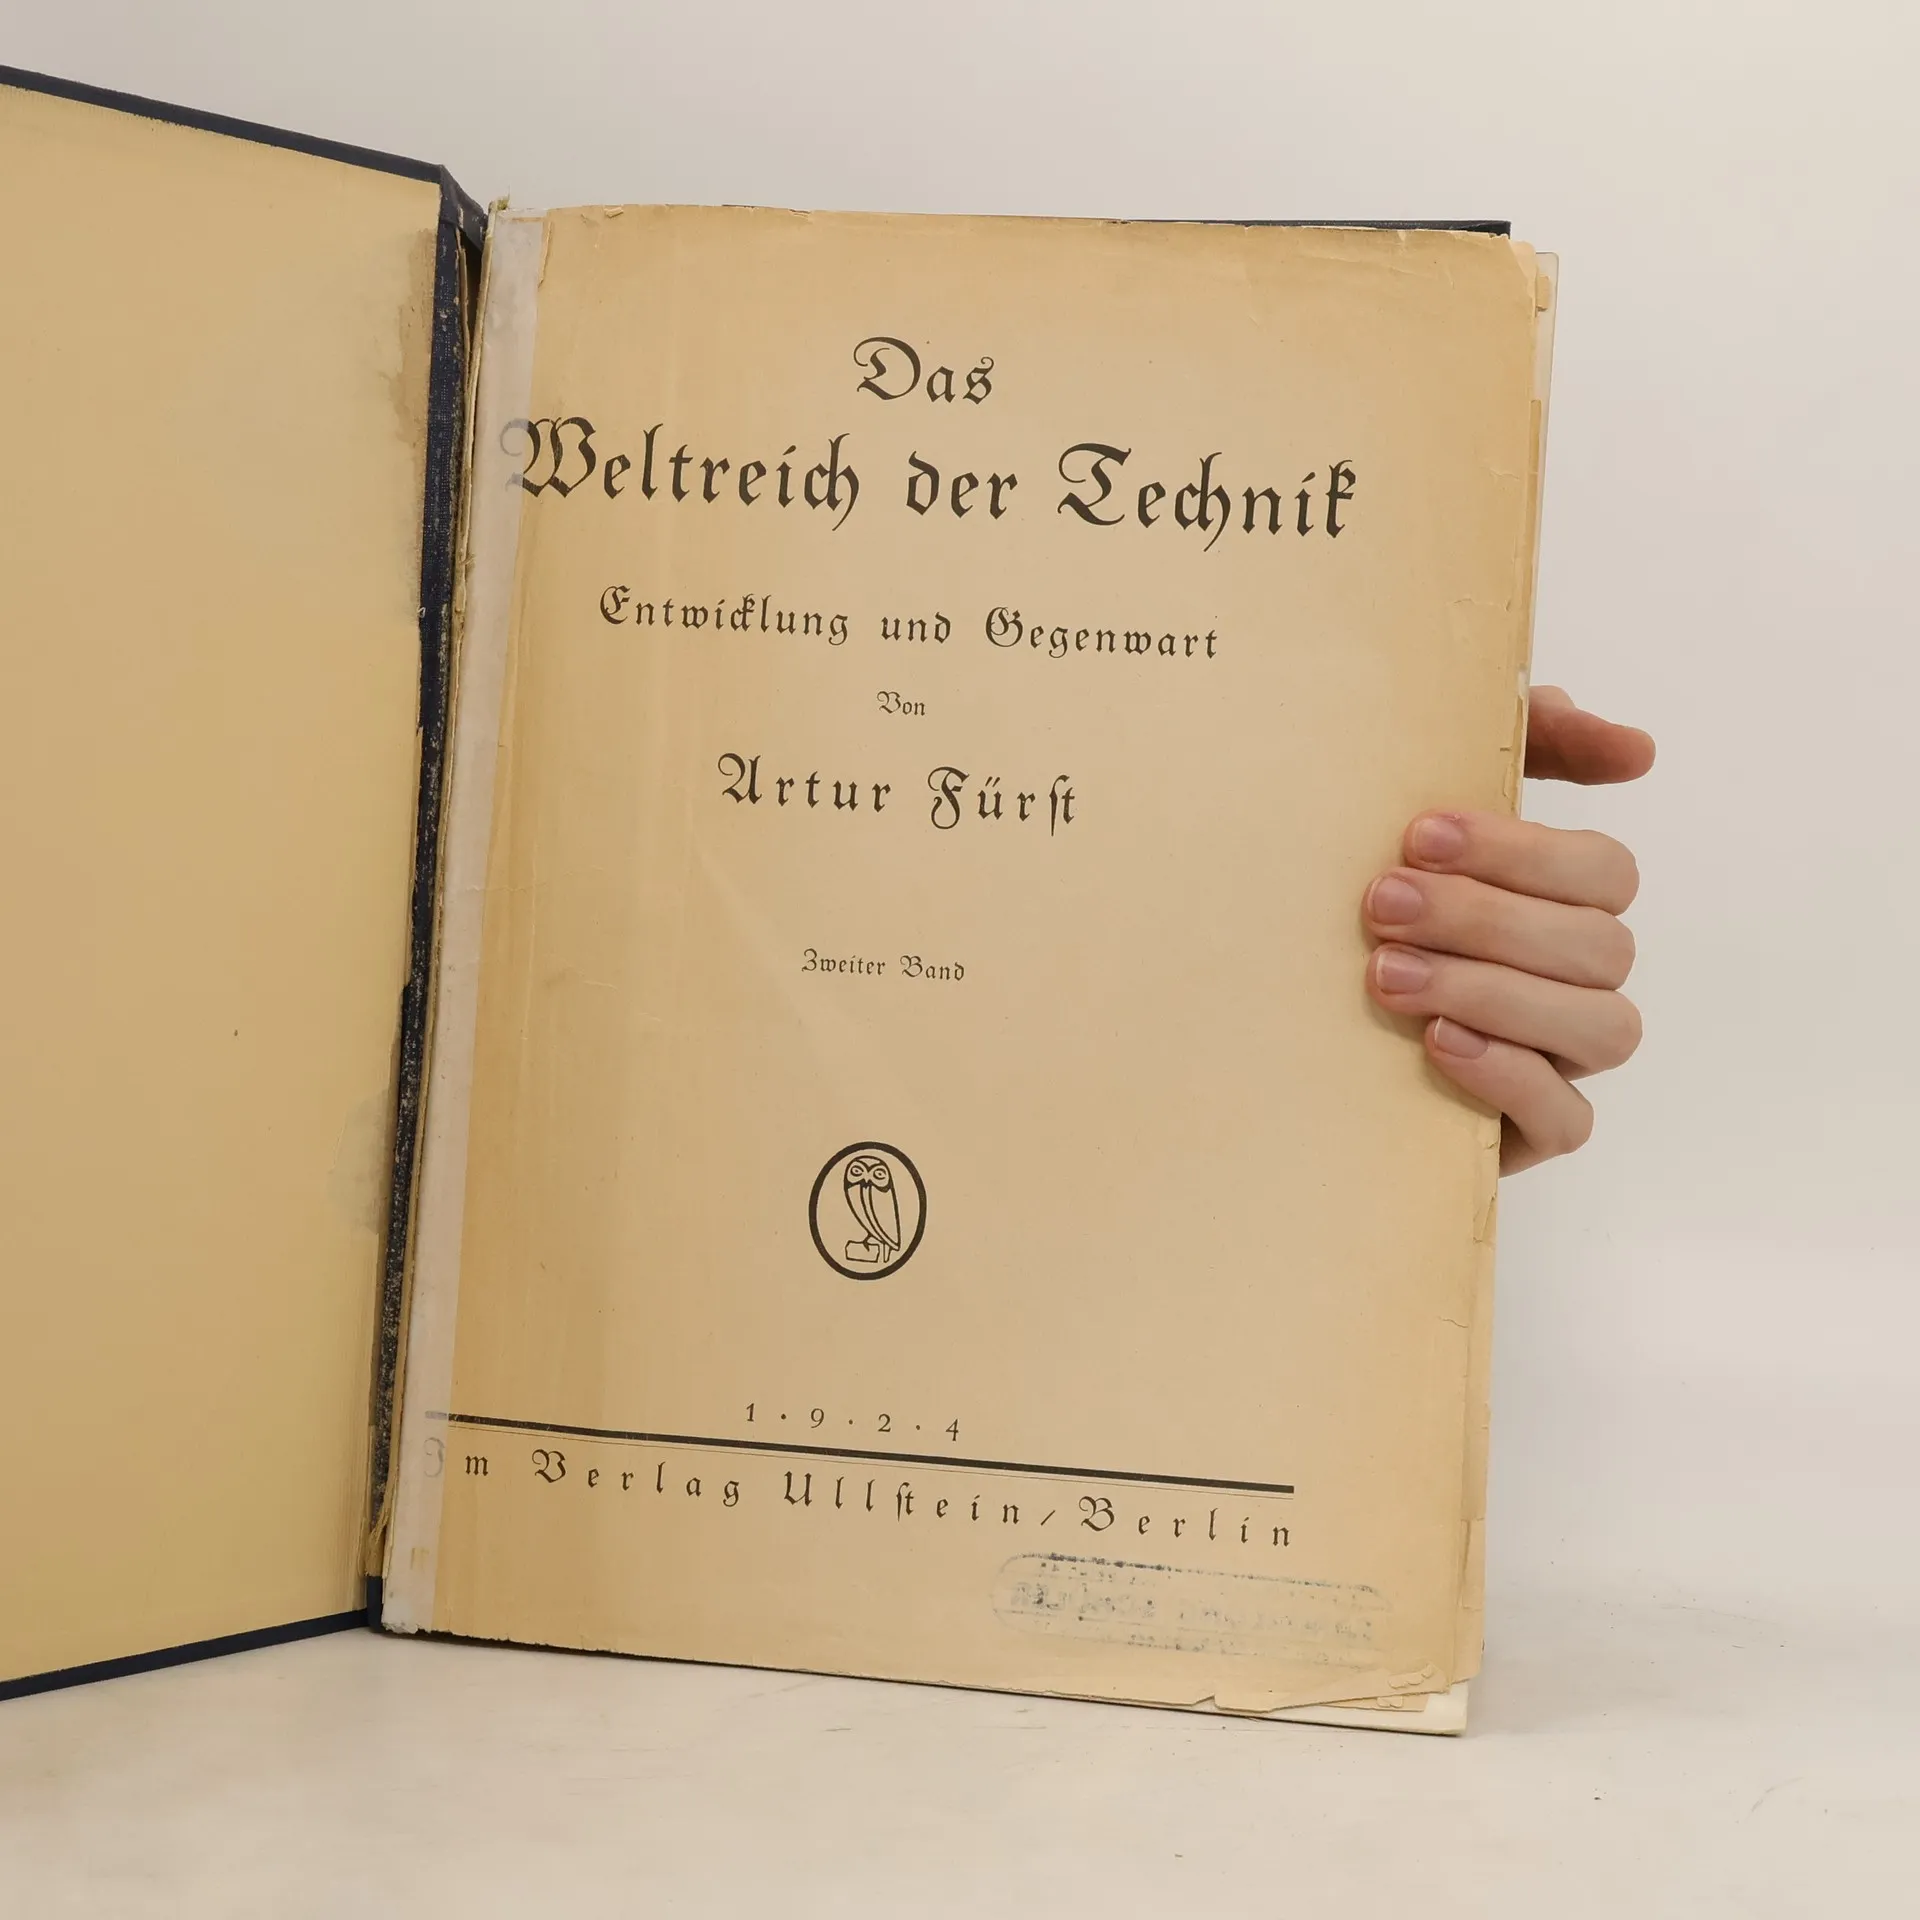 Das
Weltreich der Technik
Entwicklung und Gegenwart
Von
Artur Fürſt
Zweiter Band
1 · 9 · 2 · 4
Im Verlag Ullſtein / Berlin